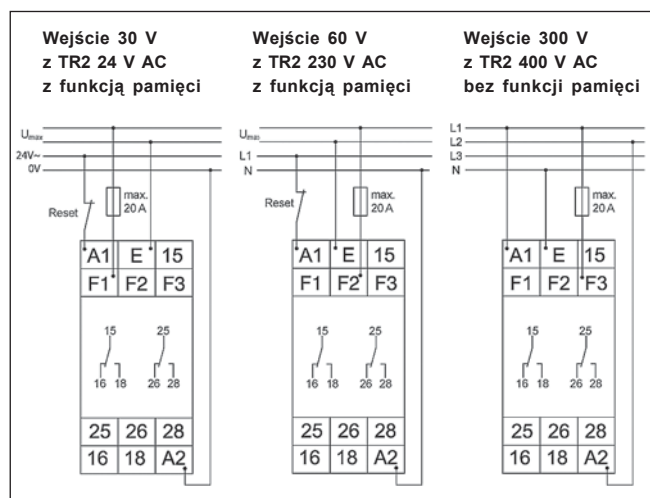 Wejście 30 V
z TR2 24 V AC
z funkcją pamięci
Umax
24V~
0V
Reset
max.
20 A
A1 E 15
F1 F2 F3
15 25
16 18 26 28
25 26 28
16 18 A2
Wejście 60 V
z TR2 230 V AC
z funkcją pamięci
Umax
L1
N
Reset
max.
20 A
A1 E 15
F1 F2 F3
15 25
16 18 26 28
25 26 28
16 18 A2
Wejście 300 V
z TR2 400 V AC
bez funkcji pamięci
L1
L2
L3
N
max.
20 A
A1 E 15
F1 F2 F3
15 25
16 18 26 28
25 26 28
16 18 A2